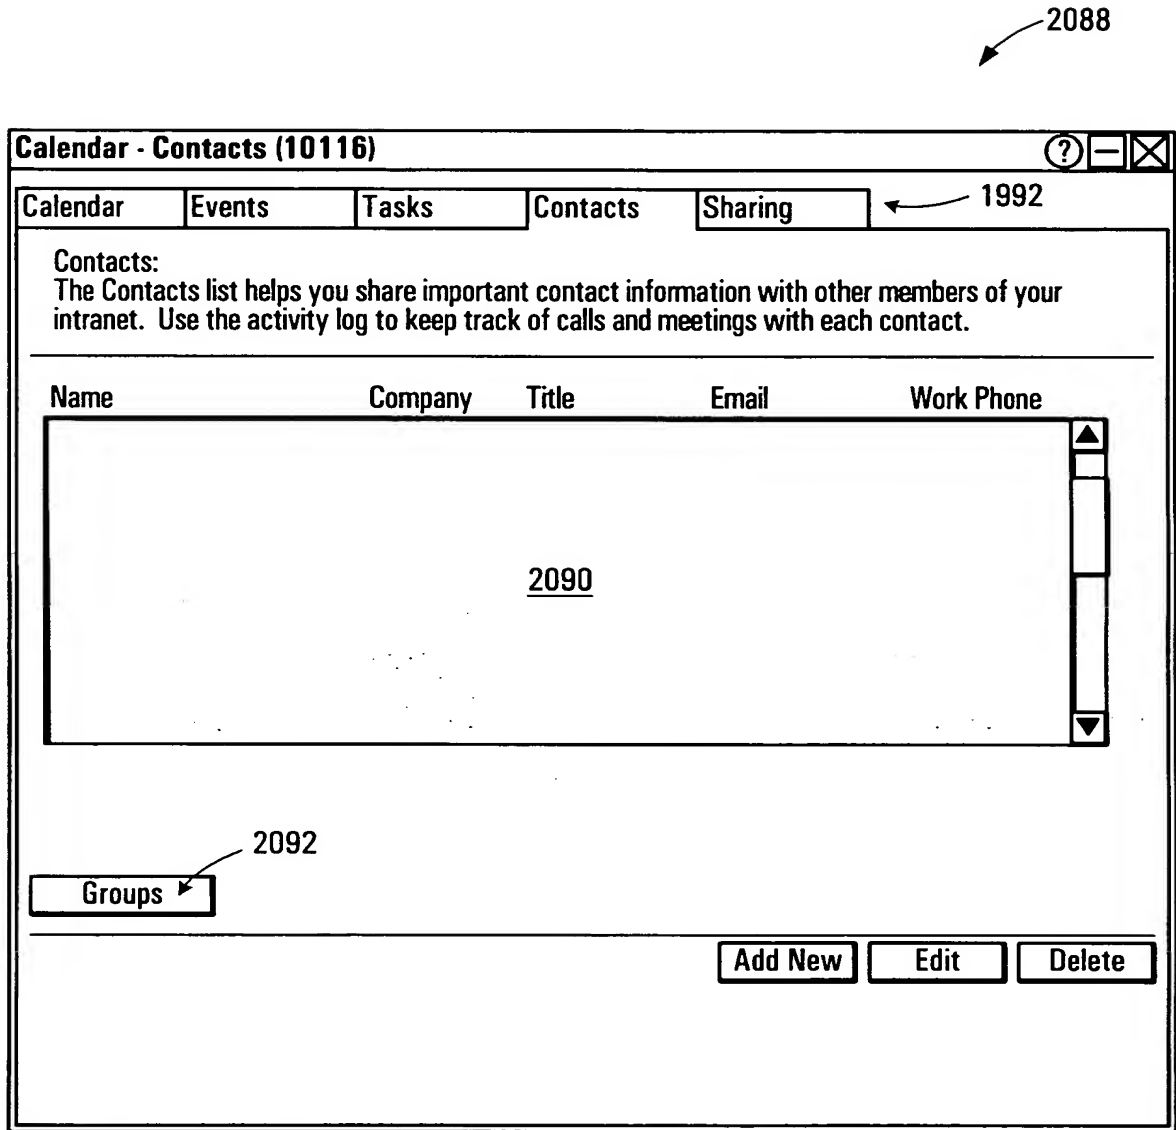 2088
Calendar - Contacts (10116)
?
Calendar Events Tasks Contacts Sharing
1992
Contacts:
The Contacts list helps you share important contact information with other members of your
intranet. Use the activity log to keep track of calls and meetings with each contact.
Name Company Title Email Work Phone
2090
2092
Groups
Add New Edit Delete